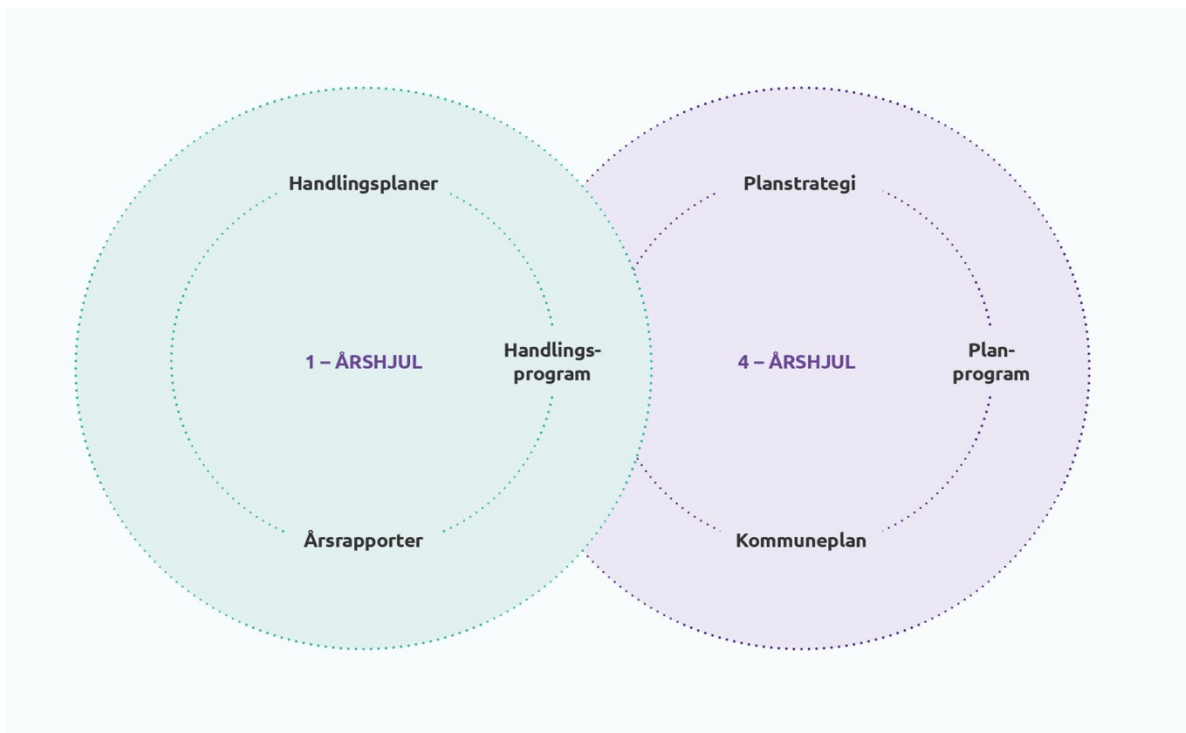 Handlingsplaner
Planstrategi
1 – ÅRSHJUL
Handlings-
program
4 – ÅRSHJUL
Plan-
program
Årsrapporter
Kommuneplan